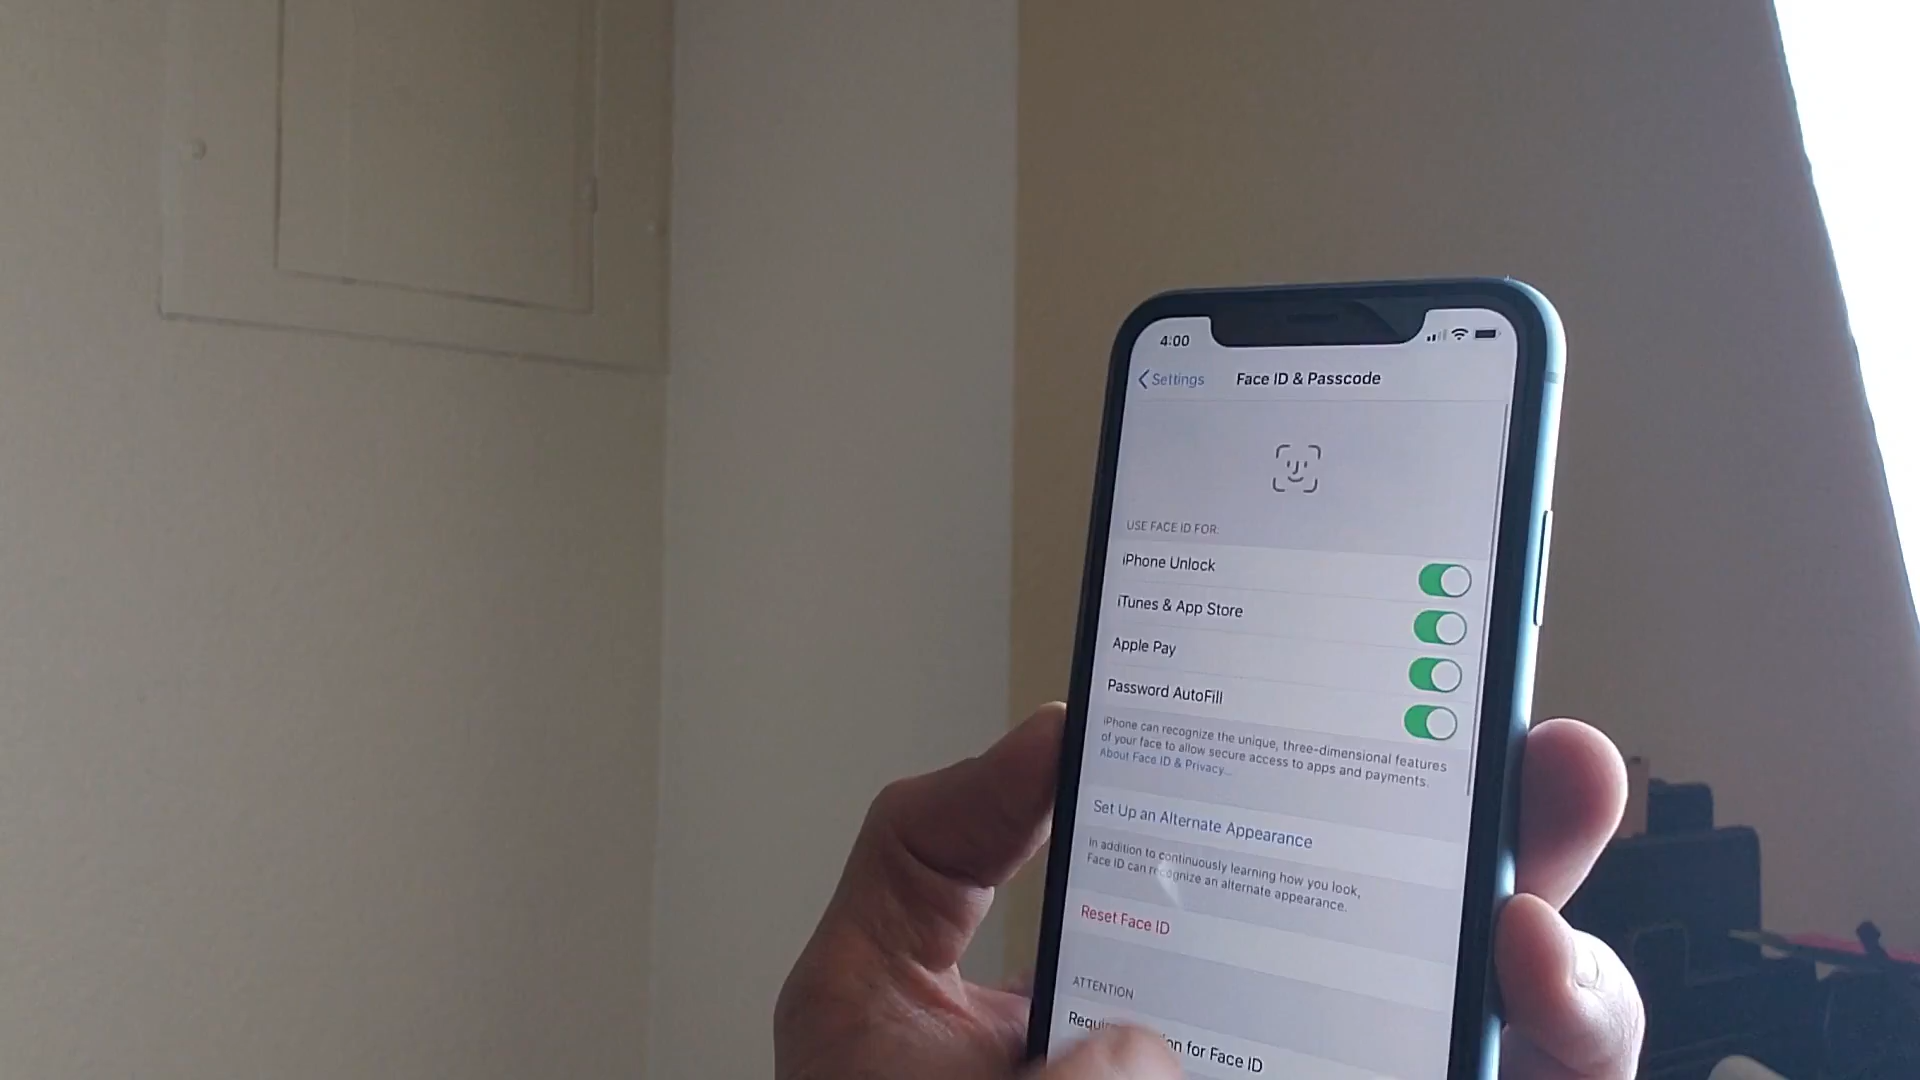 4:00
Settings
Face ID & Passcode
USE FACE ID FOR:
iPhone Unlock
iTunes & App Store
Apple Pay
Password AutoFill
iPhone can recognize the unique, three-dimensional features
of your face to allow secure access to apps and payments.
About Face ID & Privacy...
Set Up an Alternate Appearance
In addition to continuously learning how you look,
Face ID can recognize an alternate appearance.
Reset Face ID
ATTENTION
for Face ID